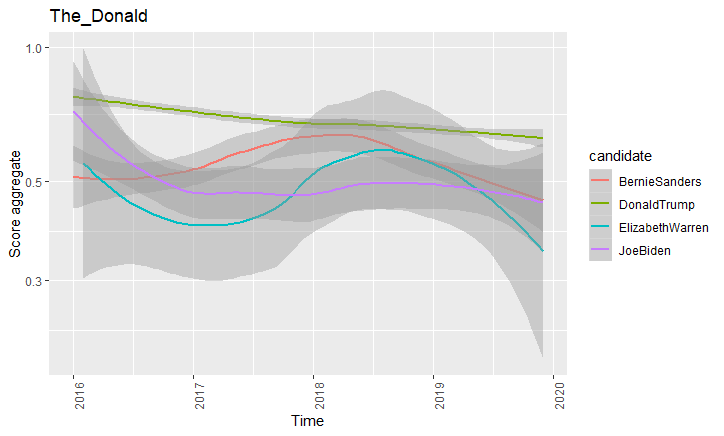 The_Donald
1.0
0.5
0.3
Score aggregate
2016
2017
2018
2019
2020
Time
candidate
BernieSanders
DonaldTrump
ElizabethWarren
JoeBiden